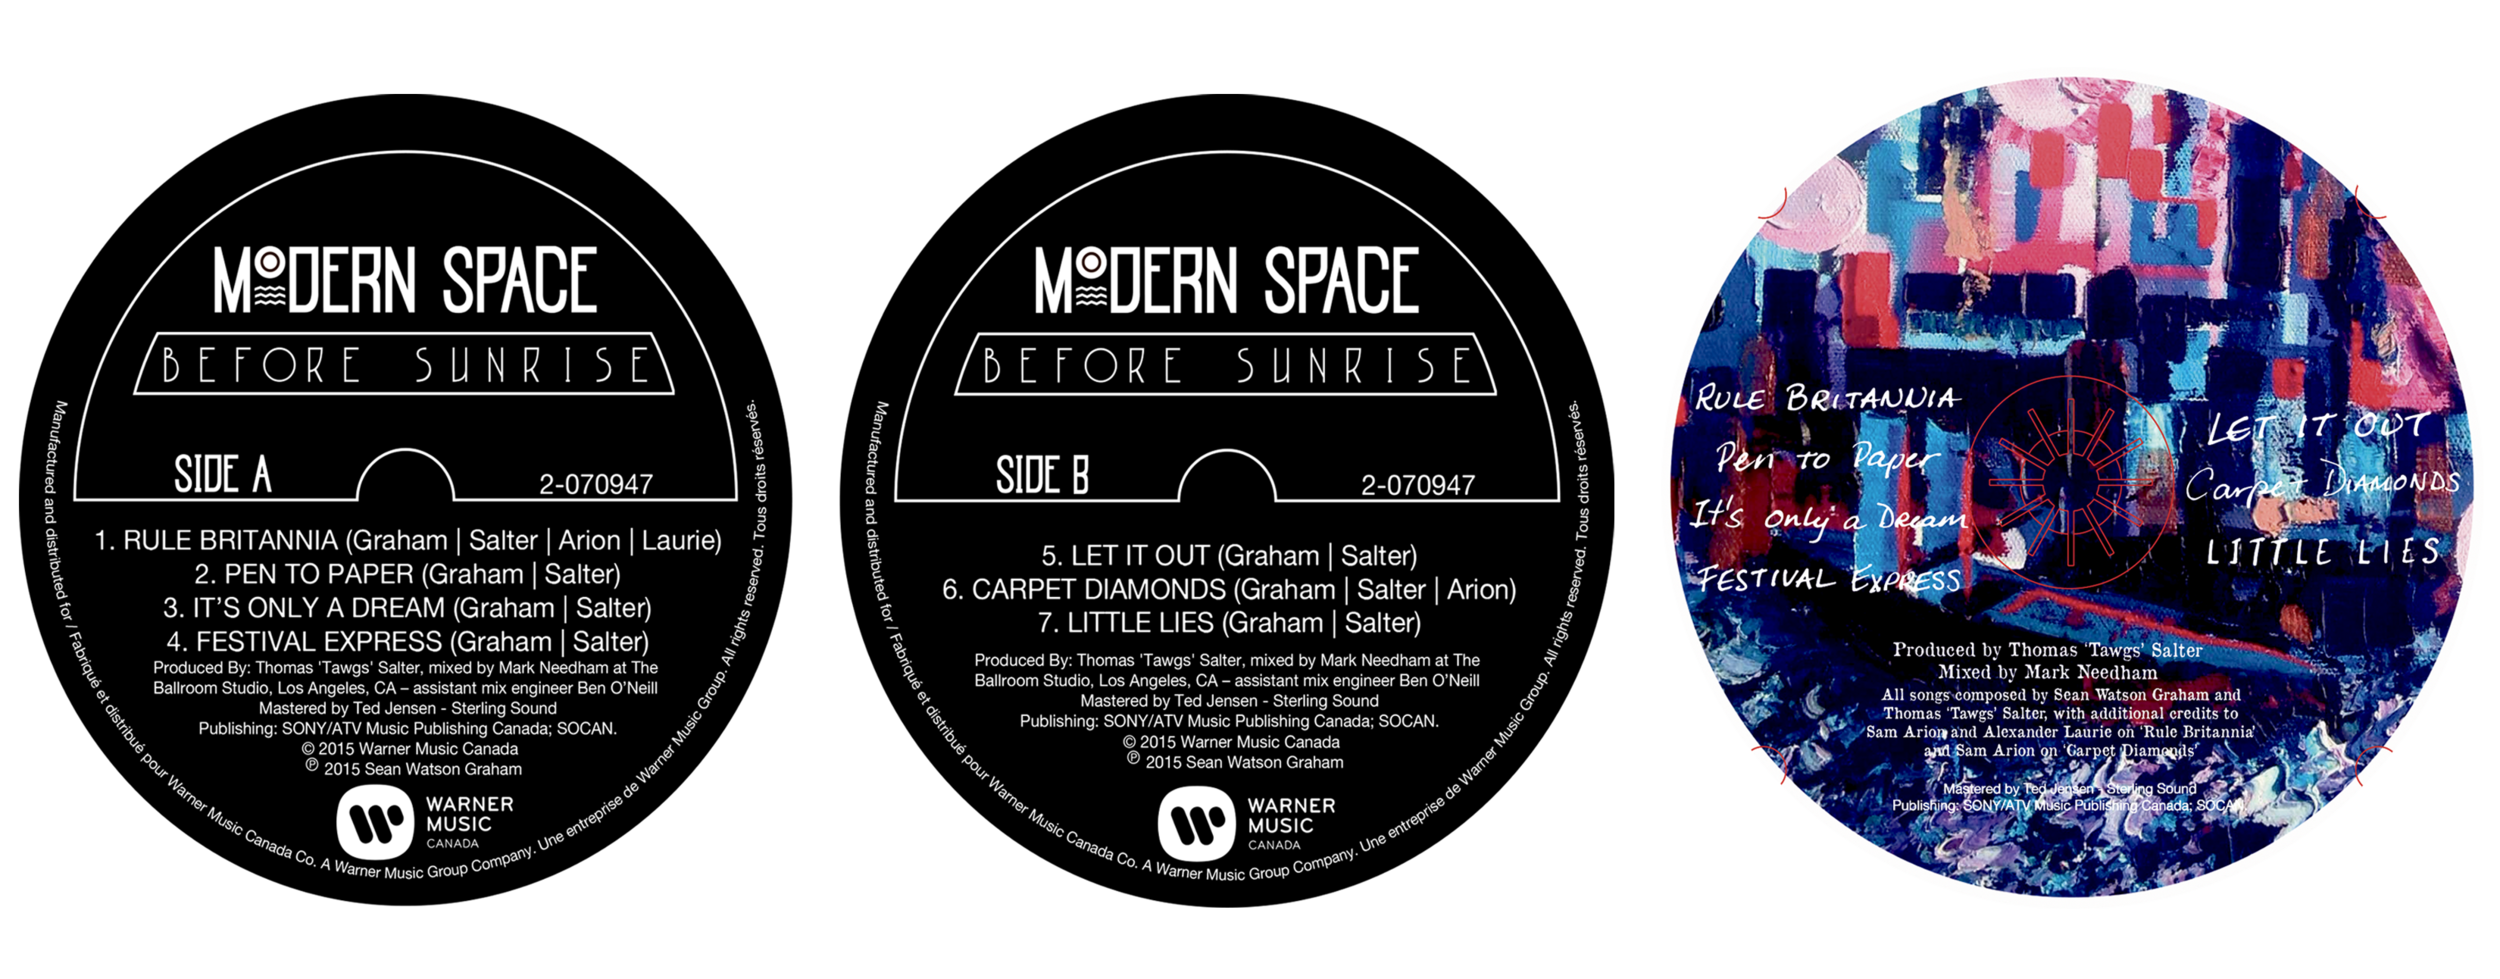 MODERN SPACE
BEFORE SUNRISE
SIDE A
2-070947
1. RULE BRITANNIA (Graham | Salter | Arion | Laurie)
2. PEN TO PAPER (Graham | Salter)
3. IT'S ONLY A DREAM (Graham | Salter)
4. FESTIVAL EXPRESS (Graham | Salter)
Produced By: Thomas 'Tawgs' Salter, mixed by Mark Needham at The
Ballroom Studio, Los Angeles, CA – assistant mix engineer Ben O'Neill
Mastered by Ted Jensen - Sterling Sound
Publishing: SONY/ATV Music Publishing Canada; SOCAN.
© 2015 Warner Music Canada
℗ 2015 Sean Watson Graham
WARNER
MUSIC
CANADA
Manufactured and distributed for / Fabriqué et distribué pour Warner Music Canada Co. A Warner Music Group Company. Une entreprise de Warner Music Group. All rights reserved. Tous droits réservés.
MODERN SPACE
BEFORE SUNRISE
SIDE B
2-070947
5. LET IT OUT (Graham | Salter)
6. CARPET DIAMONDS (Graham | Salter | Arion)
7. LITTLE LIES (Graham | Salter)
Produced By: Thomas 'Tawgs' Salter, mixed by Mark Needham at The
Ballroom Studio, Los Angeles, CA – assistant mix engineer Ben O'Neill
Mastered by Ted Jensen - Sterling Sound
Publishing: SONY/ATV Music Publishing Canada; SOCAN.
© 2015 Warner Music Canada
℗ 2015 Sean Watson Graham
WARNER
MUSIC
CANADA
Manufactured and distributed for / Fabriqué et distribué pour Warner Music Canada Co. A Warner Music Group Company. Une entreprise de Warner Music Group. All rights reserved. Tous droits réservés.
RULE BRITANNIA
Pen to Paper
It's only a Dream
FESTIVAL EXPRESS
LET IT OUT
Carpet DIAMONDS
LITTLE LIES
Produced by Thomas 'Tawgs' Salter
Mixed by Mark Needham
All songs composed by Sean Watson Graham and
Thomas 'Tawgs' Salter, with additional credits to
Sam Arion and Alexander Laurie on 'Rule Britannia'
and Sam Arion on 'Carpet Diamonds'
Mastered by Ted Jensen - Sterling Sound
Publishing: SONY/ATV Music Publishing Canada; SOCAN.